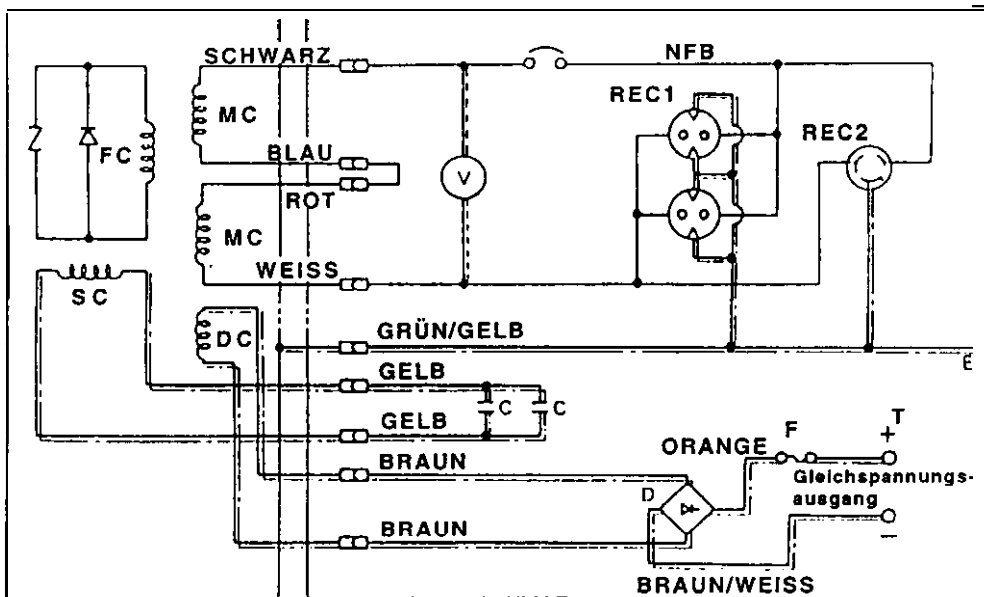 SCHWARZ
NFB
MC
REC1
REC2
FC
BLAU
V
ROT
MC
WEISS
SC
DC
GRÜN/GELB
E
GELB
C
C
GELB
ORANGE
F
+
T
BRAUN
D
Gleichspannungs-
ausgang
BRAUN
−
BRAUN/WEISS